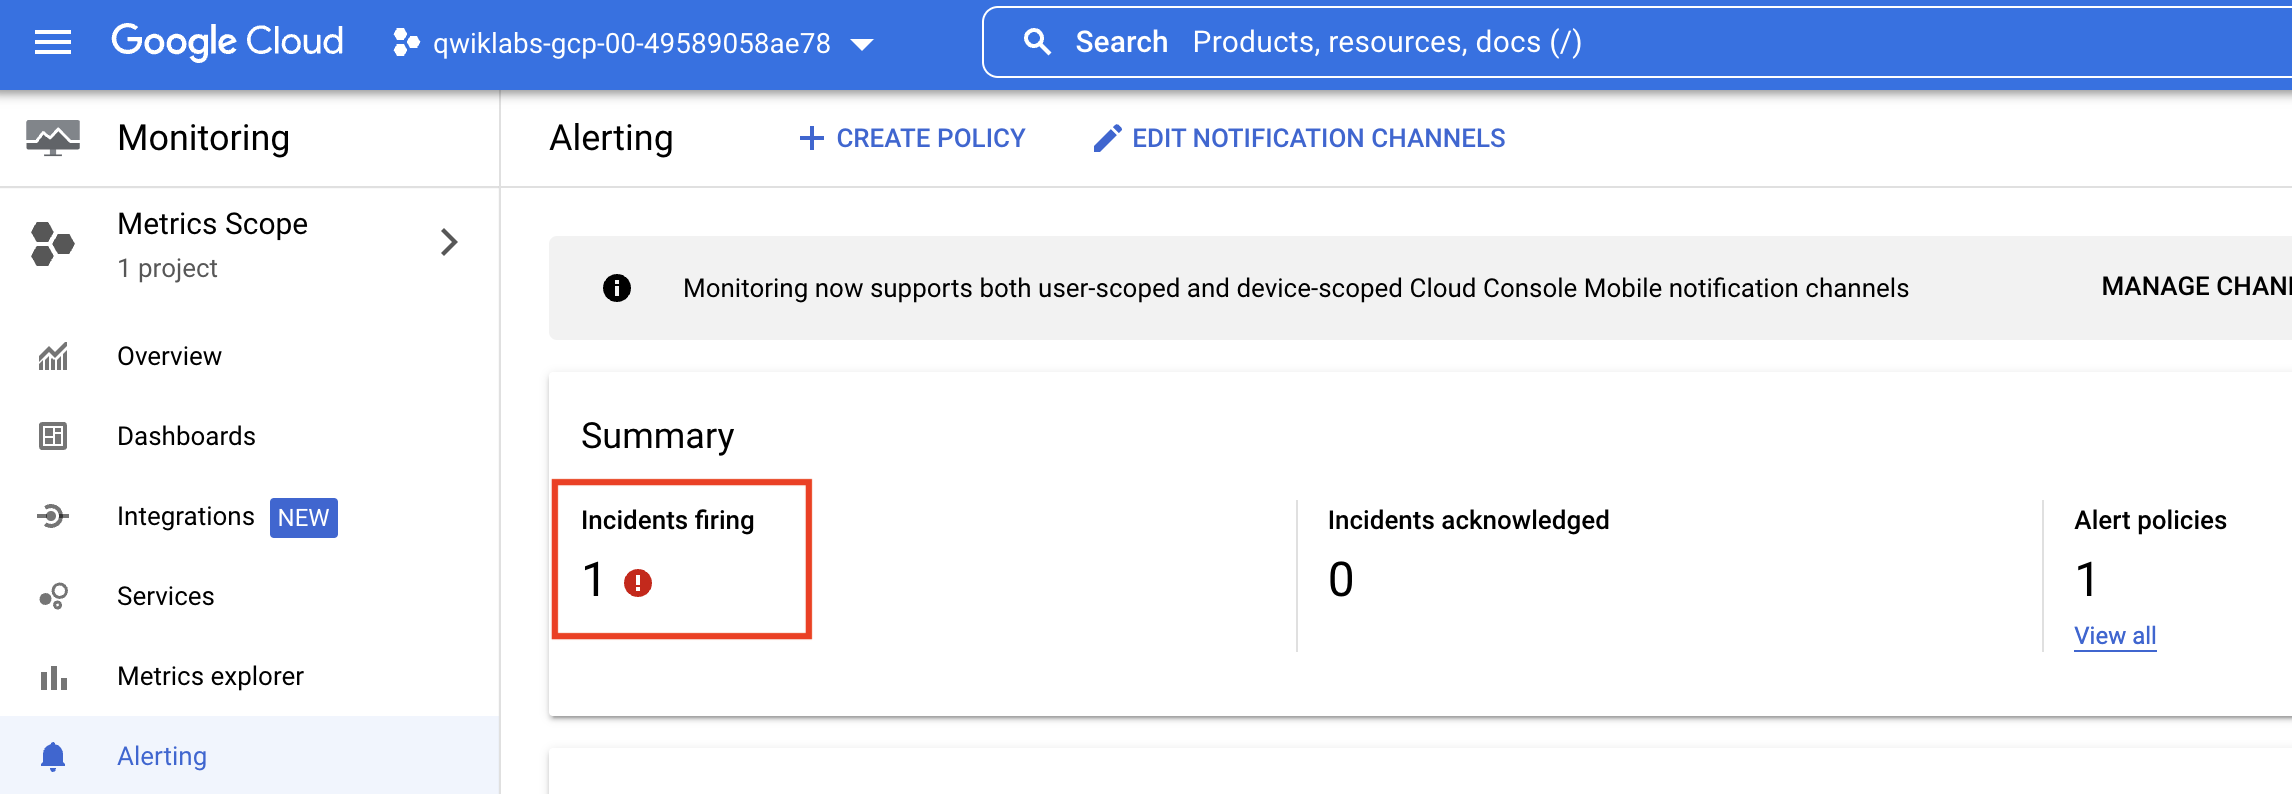 Google Cloud
qwiklabs-gcp-00-49589058ae78
Search Products, resources, docs (/)
Monitoring
Alerting
CREATE POLICY
EDIT NOTIFICATION CHANNELS
Metrics Scope
1 project
Overview
Dashboards
Integrations NEW
Services
Metrics explorer
Alerting
Monitoring now supports both user-scoped and device-scoped Cloud Console Mobile notification channels
MANAGE CHAN
Summary
Incidents firing
1
Incidents acknowledged
0
Alert policies
1
View all